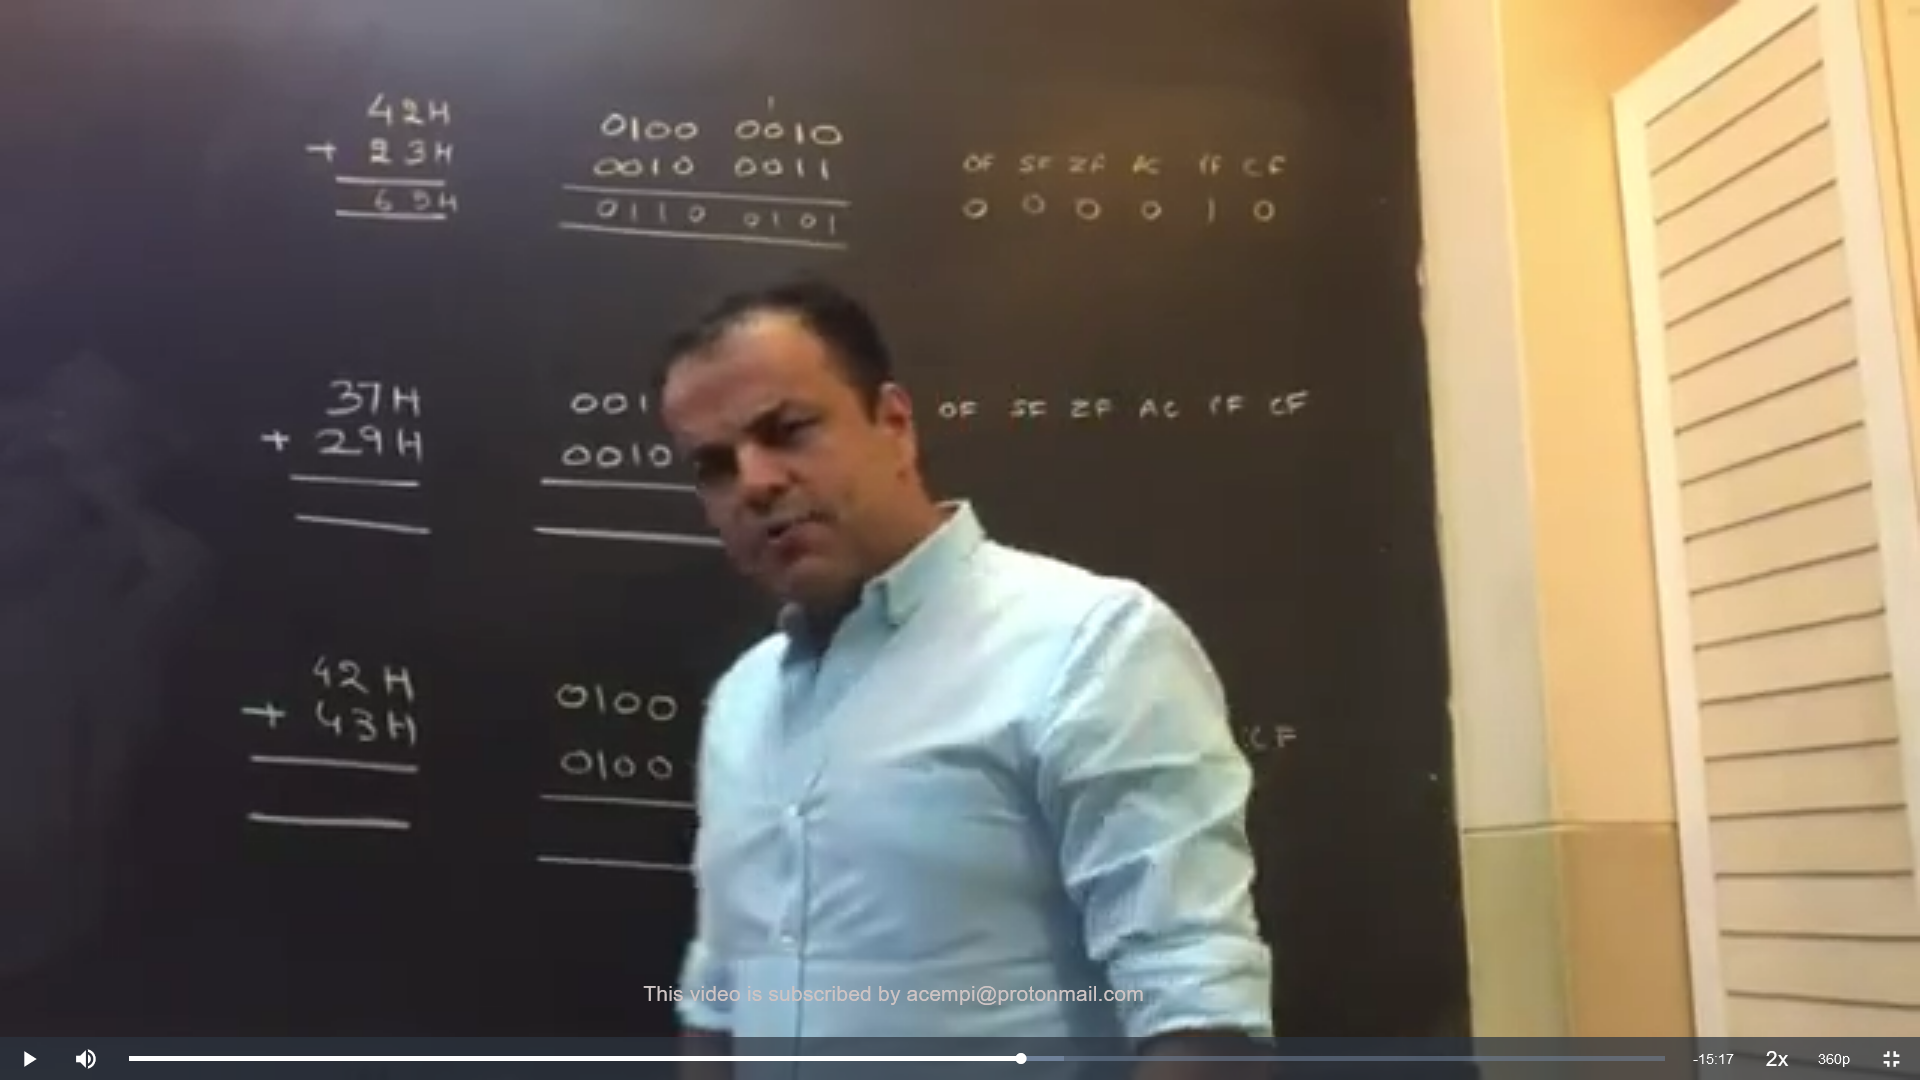 42H
+ 23H
65H
1
0100 0010
0010 0011
0110 0101
OF SF ZF AC PF CF
0 0 0 0 1 0
37H
+ 29H
001
0010
OF SF ZF AC PF CF
42H
+ 43H
0100
0100
CF
This video is subscribed by acempi@protonmail.com
-15:17 2x 360p